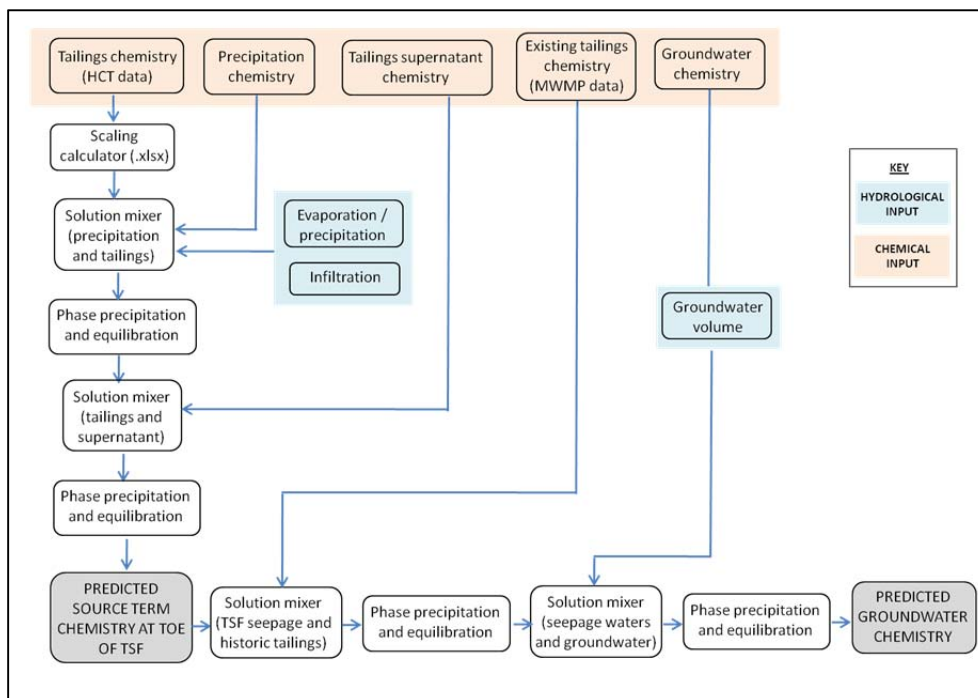 Tailings chemistry
(HCT data)
Precipitation
chemistry
Tailings supernatant
chemistry
Existing tailings
chemistry
(MWMP data)
Groundwater
chemistry
Scaling
calculator (.xlsx)
KEY
HYDROLOGICAL
INPUT
CHEMICAL
INPUT
Solution mixer
(precipitation
and tailings)
Evaporation /
precipitation
Infiltration
Phase precipitation
and equilibration
Groundwater
volume
Solution mixer
(tailings and
supernatant)
Phase precipitation
and equilibration
PREDICTED
SOURCE TERM
CHEMISTRY AT TOE
OF TSF
Solution mixer
(TSF seepage and
historic tailings)
Phase precipitation
and equilibration
Solution mixer
(seepage waters
and groundwater)
Phase precipitation
and equilibration
PREDICTED
GROUNDWATER
CHEMISTRY